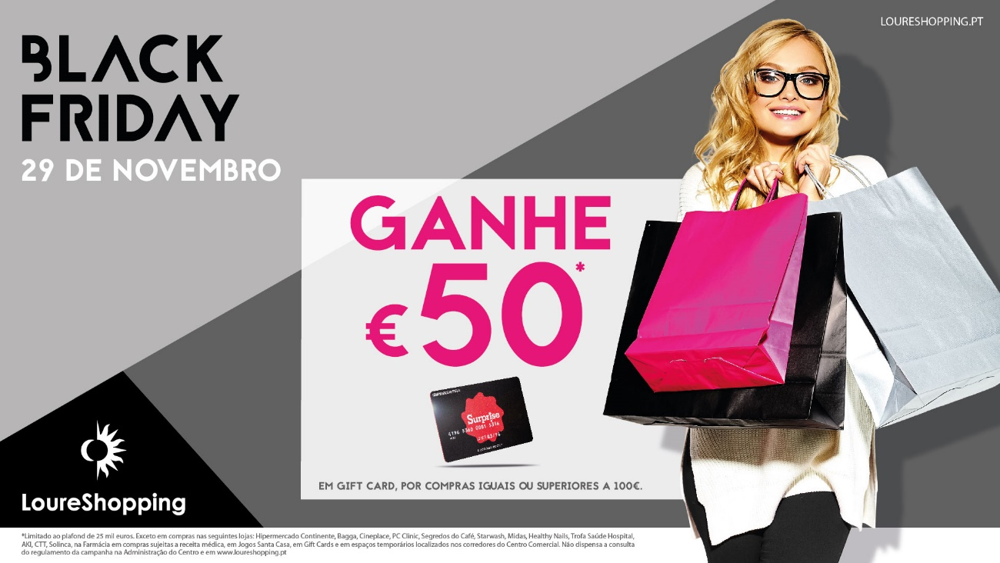 LOURESHOPPING.PT
BLACK
FRIDAY
29 DE NOVEMBRO
GANHE
€50*
Surprise
EM GIFT CARD, POR COMPRAS IGUAIS OU SUPERIORES A 100€.
LoureShopping
*Limitado ao plafond de 25 mil euros. Exceto em compras nas seguintes lojas: Hipermercado Continente, Bagga, Cineplace, PC Clinic, Segredos do Café, Starwash, Midas, Healthy Nails, Trofa Saúde Hospital,
AKI, CTT, Solinca, na Farmácia em compras sujeitas a receita médica, em Jogos Santa Casa, em Gift Cards e em espaços temporários localizados nos corredores do Centro Comercial. Não dispensa a consulta
do regulamento da campanha na Administração do Centro e em www.loureshopping.pt